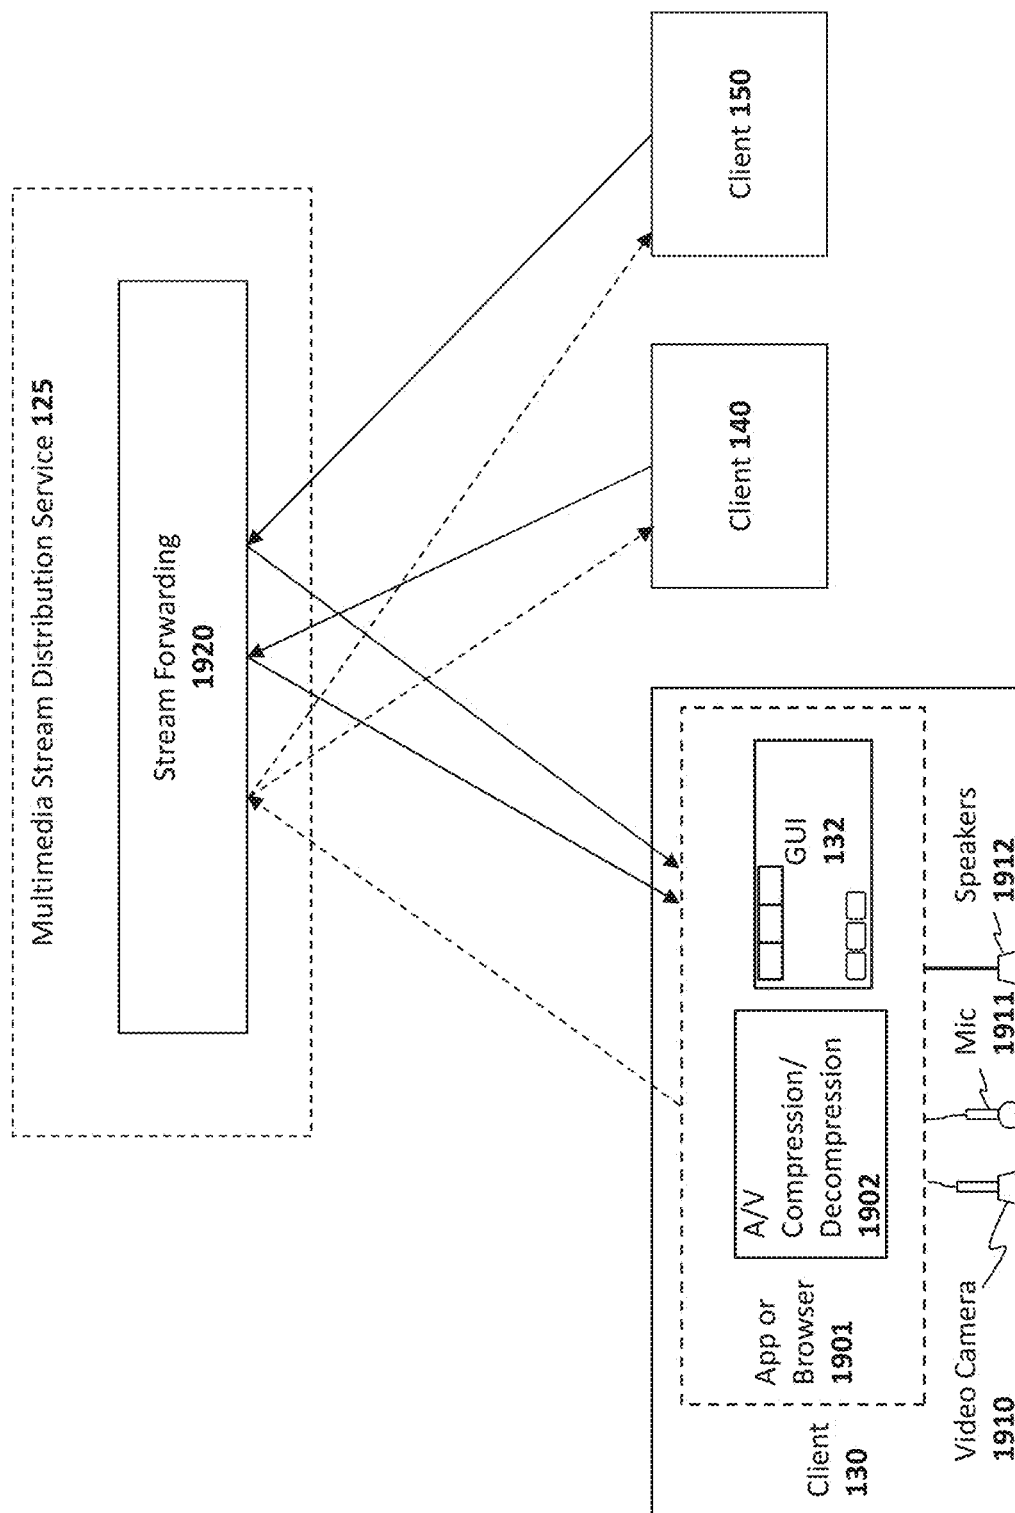 Multimedia Stream Distribution Service 125
Stream Forwarding
1920
Client
130
App or
Browser
1901
A/V
Compression/
Decompression
1902
GUI
132
Video Camera
1910
Mic
1911
Speakers
1912
Client 140
Client 150